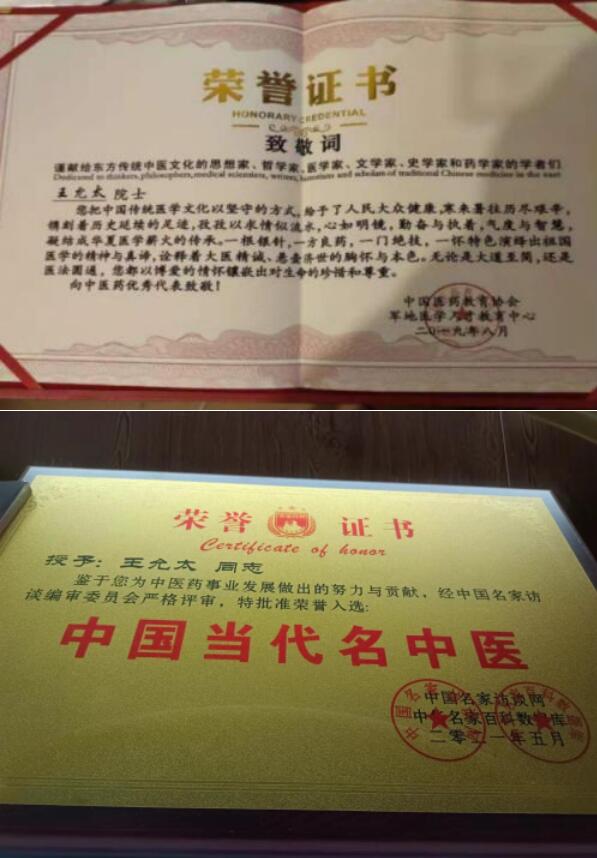 荣誉证书
HONORARY CREDENTIAL
致敬词
谨献给东方传统中医文化的思想家、哲学家、医学家、文学家、史学家和药学家的学者们
Dedicated to thinkers, philosophers, medical scientists, writers, historians and scholars of traditional Chinese medicine in the east
王允太 院士
您把中国传统医学文化以坚守的方式,给予了人民大众健康,寒来暑往历尽艰辛,
镌刻着历史延续的足迹,孜孜以求情似流水,心如明镜,勤奋与执着,气度与智慧,
凝结成华夏医学薪火的传承。一根银针,一方良药,一门绝技,一怀特色演绎出祖国
医学的精神与真谛,诠释着大医精诚、悬壶济世的胸怀与本色。无论是大道至简,还是
医法圆通,您都以博爱的情怀镶嵌出对生命的珍惜和尊重。
向中医药优秀代表致敬!
中国医药教育协会
军地医学人才教育中心
二〇一九年八月
荣誉 证书
Certificate of honor
授予:王允太 同志
鉴于您为中医药事业发展做出的努力与贡献,经中国名家访
谈编审委员会严格评审,特批准荣誉入选:
中国当代名中医
中国名家访谈网
中国名家百科数据库
二零二一年五月